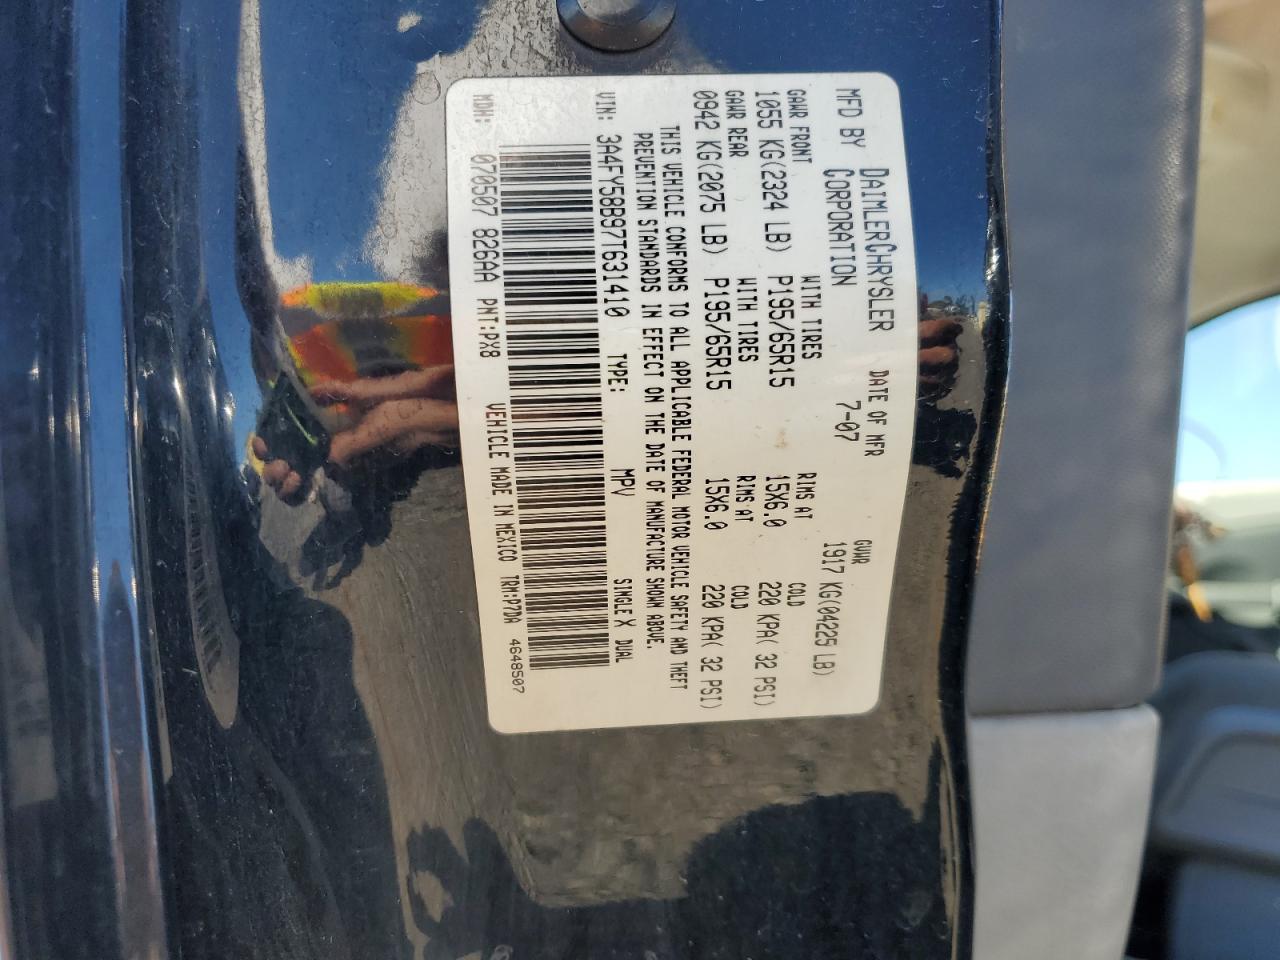 MFD BY DAIMLERCHRYSLER CORPORATION DATE OF MFR 7-07 GVWR 1917 KG(04225 LB)
GAWR FRONT WITH TIRES RIMS AT COLD
1055 KG(2324 LB) P195/65R15 15X6.0 220 KPA( 32 PSI)
GAWR REAR WITH TIRES RIMS AT COLD
0942 KG(2075 LB) P195/65R15 15X6.0 220 KPA( 32 PSI)
THIS VEHICLE CONFORMS TO ALL APPLICABLE FEDERAL MOTOR VEHICLE SAFETY AND THEFT
PREVENTION STANDARDS IN EFFECT ON THE DATE OF MANUFACTURE SHOWN ABOVE.
VIN: 3A4FY58B97T631410 TYPE: MPV SINGLE X DUAL
MDH: 070507 826AA PNT:PX8 VEHICLE MADE IN MEXICO TRM:P7DA 4648507